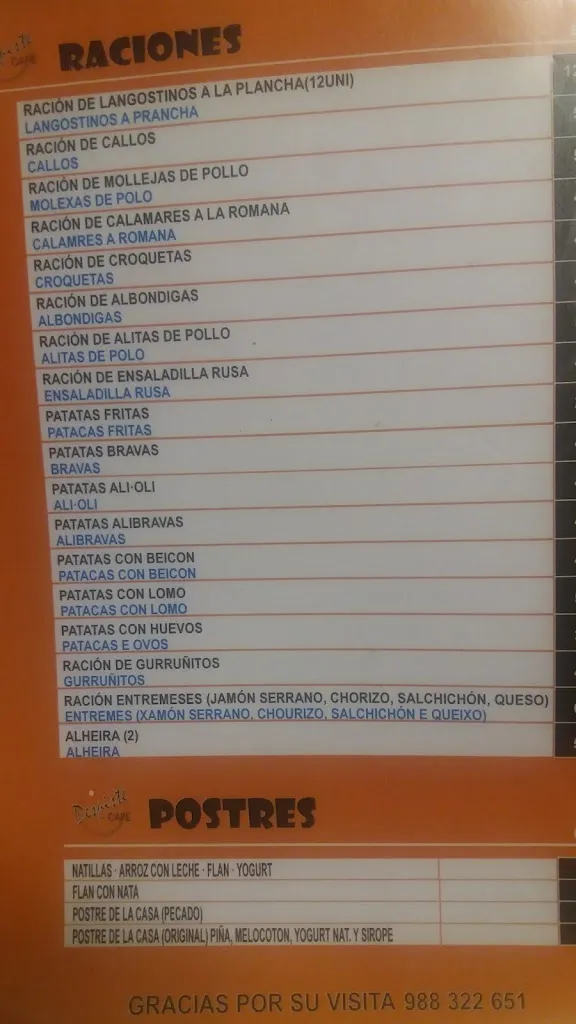 CAFE RACIONES
RACIÓN DE LANGOSTINOS A LA PLANCHA(12UNI)
LANGOSTINOS A PRANCHA
RACIÓN DE CALLOS
CALLOS
RACIÓN DE MOLLEJAS DE POLLO
MOLEXAS DE POLO
RACIÓN DE CALAMARES A LA ROMANA
CALAMRES A ROMANA
RACIÓN DE CROQUETAS
CROQUETAS
RACIÓN DE ALBONDIGAS
ALBONDIGAS
RACIÓN DE ALITAS DE POLLO
ALITAS DE POLO
RACIÓN DE ENSALADILLA RUSA
ENSALADILLA RUSA
PATATAS FRITAS
PATACAS FRITAS
PATATAS BRAVAS
BRAVAS
PATATAS ALI·OLI
ALI·OLI
PATATAS ALIBRAVAS
ALIBRAVAS
PATATAS CON BEICON
PATACAS CON BEICON
PATATAS CON LOMO
PATACAS CON LOMO
PATATAS CON HUEVOS
PATACAS E OVOS
RACIÓN DE GURRUÑITOS
GURRUÑITOS
RACIÓN ENTREMESES (JAMÓN SERRANO, CHORIZO, SALCHICHÓN, QUESO)
ENTREMES (XAMÓN SERRANO, CHOURIZO, SALCHICHÓN E QUEIXO)
ALHEIRA (2)
ALHEIRA
Despiste CAFE POSTRES
NATILLAS · ARROZ CON LECHE · FLAN · YOGURT
FLAN CON NATA
POSTRE DE LA CASA (PECADO)
POSTRE DE LA CASA (ORIGINAL) PIÑA, MELOCOTON, YOGURT NAT. Y SIROPE
GRACIAS POR SU VISITA 988 322 651